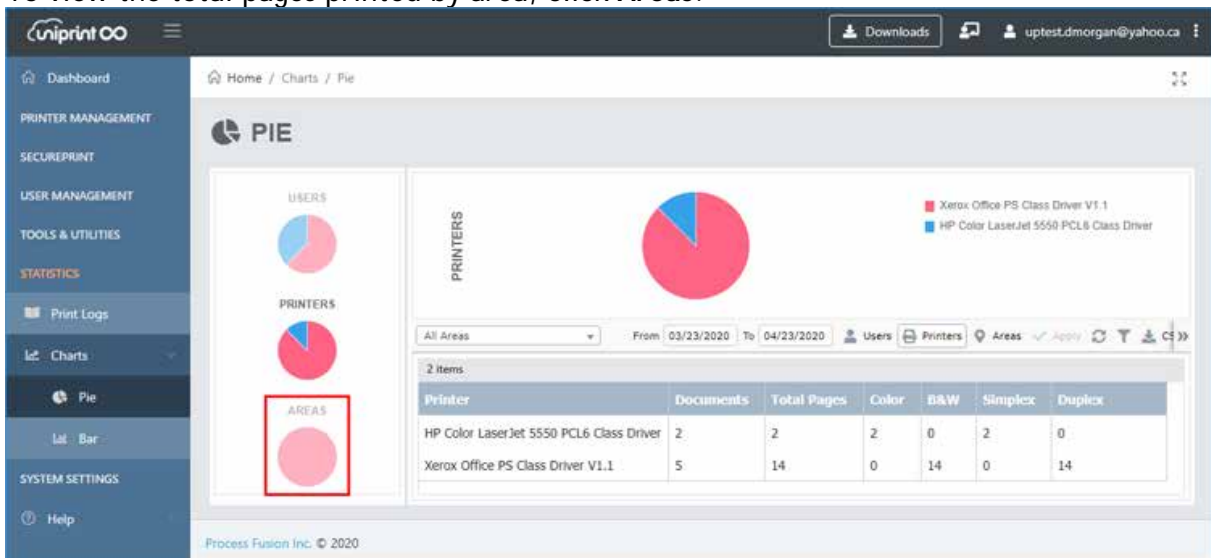 To view the total pages printed by area, click Areas.
uniprint
Downloads
uptest.dmorgan@yahoo.ca
Dashboard
Home / Charts / Pie
PRINTER MANAGEMENT
PIE
SECUREPRINT
USER MANAGEMENT
USERS
TOOLS & UTILITIES
STATISTICS
PRINTERS
Xerox Office PS Class Driver V1.1
HP Color LaserJet 5550 PCL6 Class Driver
Print Logs
PRINTERS
Charts
All Areas From 03/23/2020 To 04/23/2020 Users Printers Areas Apply CS
2 items
Pie
AREAS
Printer Documents Total Pages Color B&W Simplex Duplex
HP Color LaserJet 5550 PCL6 Class Driver 2 2 2 0 2 0
Bar
Xerox Office PS Class Driver V1.1 5 14 0 14 0 14
SYSTEM SETTINGS
Help
Process Fusion Inc. © 2020